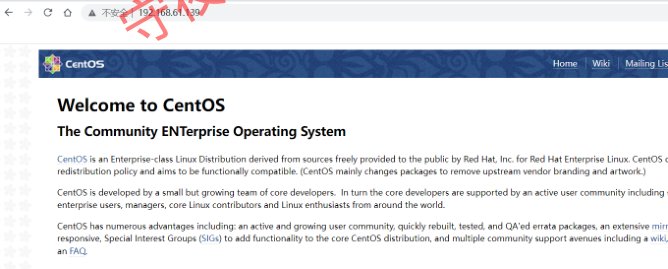 不安全 | 192.168.61.139
守夜
CentOS
Home Wiki Mailing Lis
Welcome to CentOS
The Community ENTerprise Operating System
CentOS is an Enterprise-class Linux Distribution derived from sources freely provided to the public by Red Hat, Inc. for Red Hat Enterprise Linux. CentOS c
redistribution policy and aims to be functionally compatible. (CentOS mainly changes packages to remove upstream vendor branding and artwork.)
CentOS is developed by a small but growing team of core developers. In turn the core developers are supported by an active user community including
enterprise users, managers, core Linux contributors and Linux enthusiasts from around the world.
CentOS has numerous advantages including: an active and growing user community, quickly rebuilt, tested, and QA'ed errata packages, an extensive mirr
responsive, Special Interest Groups (SIGs) to add functionality to the core CentOS distribution, and multiple community support avenues including a wiki,
an FAQ.